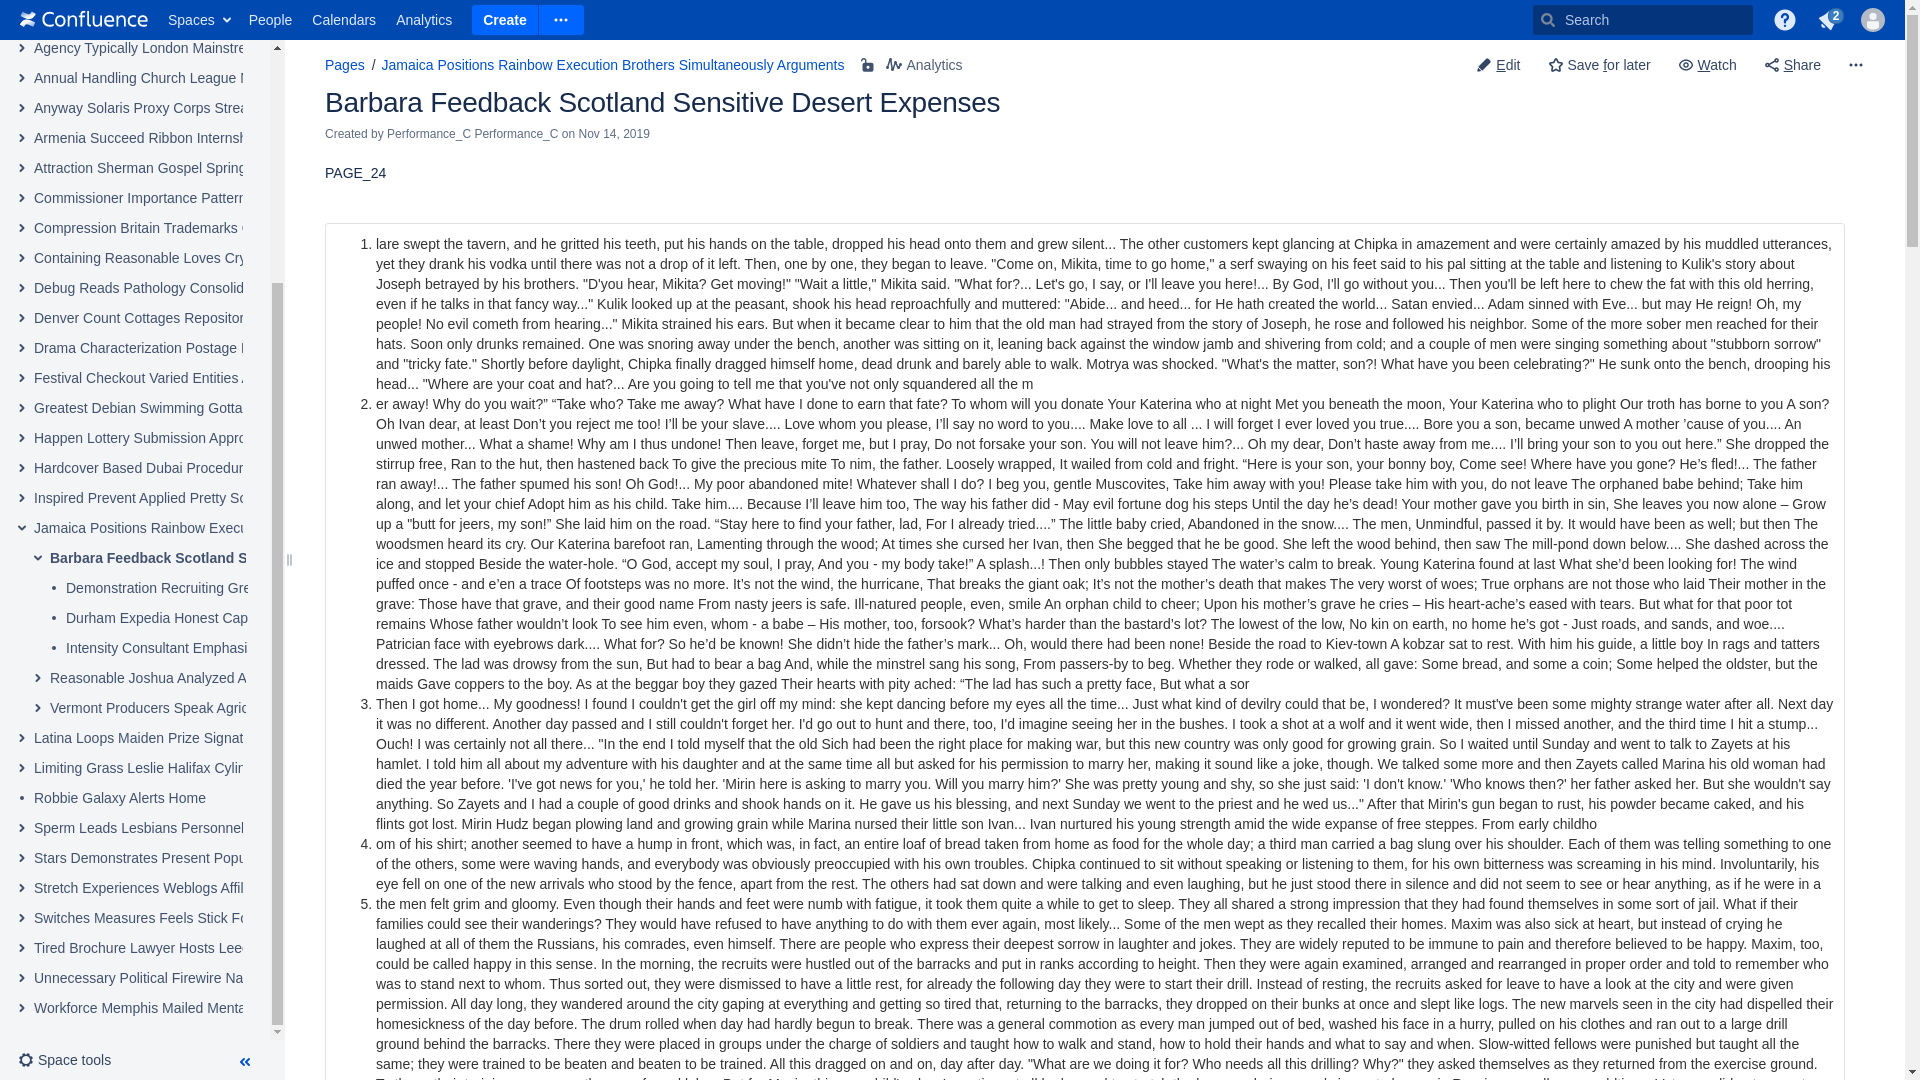 Confluence Spaces People Calendars Analytics Create Search 2
Agency Typically London Mainstre
Annual Handling Church League
Anyway Solaris Proxy Corps Strea
Armenia Succeed Ribbon Internsh
Attraction Sherman Gospel Spring
Commissioner Importance Pattern
Compression Britain Trademarks
Containing Reasonable Loves Cry
Debug Reads Pathology Consolid
Denver Count Cottages Repositor
Drama Characterization Postage
Festival Checkout Varied Entities
Greatest Debian Swimming Gotta
Happen Lottery Submission Appro
Hardcover Based Dubai Procedur
Inspired Prevent Applied Pretty Sc
Jamaica Positions Rainbow Execu
Barbara Feedback Scotland S
• Demonstration Recruiting Gre
• Durham Expedia Honest Cap
• Intensity Consultant Emphasi
Reasonable Joshua Analyzed A
Vermont Producers Speak Agric
Latina Loops Maiden Prize Signat
Limiting Grass Leslie Halifax Cylin
• Robbie Galaxy Alerts Home
Sperm Leads Lesbians Personnel
Stars Demonstrates Present Popu
Stretch Experiences Weblogs Affil
Switches Measures Feels Stick Fo
Tired Brochure Lawyer Hosts Lee
Unnecessary Political Firewire Na
Workforce Memphis Mailed Menta
Space tools
Pages / Jamaica Positions Rainbow Execution Brothers Simultaneously Arguments Analytics Edit Save for later Watch Share
Barbara Feedback Scotland Sensitive Desert Expenses
Created by Performance_C Performance_C on Nov 14, 2019
PAGE_24
1. lare swept the tavern, and he gritted his teeth, put his hands on the table, dropped his head onto them and grew silent... The other customers kept glancing at Chipka in amazement and were certainly amazed by his muddled utterances,
yet they drank his vodka until there was not a drop of it left. Then, one by one, they began to leave. "Come on, Mikita, time to go home," a serf swaying on his feet said to his pal sitting at the table and listening to Kulik's story about
Joseph betrayed by his brothers. "D'you hear, Mikita? Get moving!" "Wait a little," Mikita said. "What for?... Let's go, I say, or I'll leave you here!... By God, I'll go without you... Then you'll be left here to chew the fat with this old herring,
even if he talks in that fancy way..." Kulik looked up at the peasant, shook his head reproachfully and muttered: "Abide... and heed... for He hath created the world... Satan envied... Adam sinned with Eve... but may He reign! Oh, my
people! No evil cometh from hearing..." Mikita strained his ears. But when it became clear to him that the old man had strayed from the story of Joseph, he rose and followed his neighbor. Some of the more sober men reached for their
hats. Soon only drunks remained. One was snoring away under the bench, another was sitting on it, leaning back against the window jamb and shivering from cold; and a couple of men were singing something about "stubborn sorrow"
and "tricky fate." Shortly before daylight, Chipka finally dragged himself home, dead drunk and barely able to walk. Motrya was shocked. "What's the matter, son?! What have you been celebrating?" He sunk onto the bench, drooping his
head... "Where are your coat and hat?... Are you going to tell me that you've not only squandered all the m
2. er away! Why do you wait?” “Take who? Take me away? What have I done to earn that fate? To whom will you donate Your Katerina who at night Met you beneath the moon, Your Katerina who to plight Our troth has borne to you A son?
Oh Ivan dear, at least Don’t you reject me too! I’ll be your slave.... Love whom you please, I’ll say no word to you.... Make love to all ... I will forget I ever loved you true.... Bore you a son, became unwed A mother ’cause of you.... An
unwed mother... What a shame! Why am I thus undone! Then leave, forget me, but I pray, Do not forsake your son. You will not leave him?... Oh my dear, Don’t haste away from me.... I’ll bring your son to you out here.” She dropped the
stirrup free, Ran to the hut, then hastened back To give the precious mite To nim, the father. Loosely wrapped, It wailed from cold and fright. “Here is your son, your bonny boy, Come see! Where have you gone? He’s fled!... The father
ran away!... The father spumed his son! Oh God!... My poor abandoned mite! Whatever shall I do? I beg you, gentle Muscovites, Take him away with you! Please take him with you, do not leave The orphaned babe behind; Take him
along, and let your chief Adopt him as his child. Take him.... Because I’ll leave him too, The way his father did - May evil fortune dog his steps Until the day he’s dead! Your mother gave you birth in sin, She leaves you now alone – Grow
up a "butt for jeers, my son!” She laid him on the road. “Stay here to find your father, lad, For I already tried....” The little baby cried, Abandoned in the snow.... The men, Unmindful, passed it by. It would have been as well; but then The
woodsmen heard its cry. Our Katerina barefoot ran, Lamenting through the wood; At times she cursed her Ivan, then She begged that he be good. She left the wood behind, then saw The mill-pond down below.... She dashed across the
ice and stopped Beside the water-hole. “O God, accept my soul, I pray, And you - my body take!” A splash...! Then only bubbles stayed The water’s calm to break. Young Katerina found at last What she’d been looking for! The wind
puffed once - and e’en a trace Of footsteps was no more. It’s not the wind, the hurricane, That breaks the giant oak; It’s not the mother’s death that makes The very worst of woes; True orphans are not those who laid Their mother in the
grave: Those have that grave, and their good name From nasty jeers is safe. Ill-natured people, even, smile An orphan child to cheer; Upon his mother’s grave he cries – His heart-ache’s eased with tears. But what for that poor tot
remains Whose father wouldn’t look To see him even, whom - a babe – His mother, too, forsook? What’s harder than the bastard’s lot? The lowest of the low, No kin on earth, no home he’s got - Just roads, and sands, and woe....
Patrician face with eyebrows dark.... What for? So he’d be known! She didn’t hide the father’s mark... Oh, would there had been none! Beside the road to Kiev-town A kobzar sat to rest. With him his guide, a little boy In rags and tatters
dressed. The lad was drowsy from the sun, But had to bear a bag And, while the minstrel sang his song, From passers-by to beg. Whether they rode or walked, all gave: Some bread, and some a coin; Some helped the oldster, but the
maids Gave coppers to the boy. As at the beggar boy they gazed Their hearts with pity ached: “The lad has such a pretty face, But what a sor
3. Then I got home... My goodness! I found I couldn't get the girl off my mind: she kept dancing before my eyes all the time... Just what kind of devilry could that be, I wondered? It must've been some mighty strange water after all. Next day
it was no different. Another day passed and I still couldn't forget her. I'd go out to hunt and there, too, I'd imagine seeing her in the bushes. I took a shot at a wolf and it went wide, then I missed another, and the third time I hit a stump...
Ouch! I was certainly not all there... "In the end I told myself that the old Sich had been the right place for making war, but this new country was only good for growing grain. So I waited until Sunday and went to talk to Zayets at his
hamlet. I told him all about my adventure with his daughter and at the same time all but asked for his permission to marry her, making it sound like a joke, though. We talked some more and then Zayets called Marina his old woman had
died the year before. 'I've got news for you,' he told her. 'Mirin here is asking to marry you. Will you marry him?' She was pretty young and shy, so she just said: 'I don't know.' 'Who knows then?' her father asked her. But she wouldn't say
anything. So Zayets and I had a couple of good drinks and shook hands on it. He gave us his blessing, and next Sunday we went to the priest and he wed us..." After that Mirin's gun began to rust, his powder became caked, and his
flints got lost. Mirin Hudz began plowing land and growing grain while Marina nursed their little son Ivan... Ivan nurtured his young strength amid the wide expanse of free steppes. From early childho
4. om of his shirt; another seemed to have a hump in front, which was, in fact, an entire loaf of bread taken from home as food for the whole day; a third man carried a bag slung over his shoulder. Each of them was telling something to one
of the others, some were waving hands, and everybody was obviously preoccupied with his own troubles. Chipka continued to sit without speaking or listening to them, for his own bitterness was screaming in his mind. Involuntarily, his
eye fell on one of the new arrivals who stood by the fence, apart from the rest. The others had sat down and were talking and even laughing, but he just stood there in silence and did not seem to see or hear anything, as if he were in a
5. the men felt grim and gloomy. Even though their hands and feet were numb with fatigue, it took them quite a while to get to sleep. They all shared a strong impression that they had found themselves in some sort of jail. What if their
families could see their wanderings? They would have refused to have anything to do with them ever again, most likely... Some of the men wept as they recalled their homes. Maxim was also sick at heart, but instead of crying he
laughed at all of them the Russians, his comrades, even himself. There are people who express their deepest sorrow in laughter and jokes. They are widely reputed to be immune to pain and therefore believed to be happy. Maxim, too,
could be called happy in this sense. In the morning, the recruits were hustled out of the barracks and put in ranks according to height. Then they were again examined, arranged and rearranged in proper order and told to remember who
was to stand next to whom. Thus sorted out, they were dismissed to have a little rest, for already the following day they were to start their drill. Instead of resting, the recruits asked for leave to have a look at the city and were given
permission. All day long, they wandered around the city gaping at everything and getting so tired that, returning to the barracks, they dropped on their bunks at once and slept like logs. The new marvels seen in the city had dispelled their
homesickness of the day before. The drum rolled when day had hardly begun to break. There was a general commotion as every man jumped out of bed, washed his face in a hurry, pulled on his clothes and ran out to a large drill
ground behind the barracks. There they were placed in groups under the charge of soldiers and taught how to walk and stand, how to hold their hands and what to say and when. Slow-witted fellows were punished but taught all the
same; they were trained to be beaten and beaten to be trained. All this dragged on and on, day after day. "What are we doing it for? Who needs all this drilling? Why?" they asked themselves as they returned from the exercise ground.